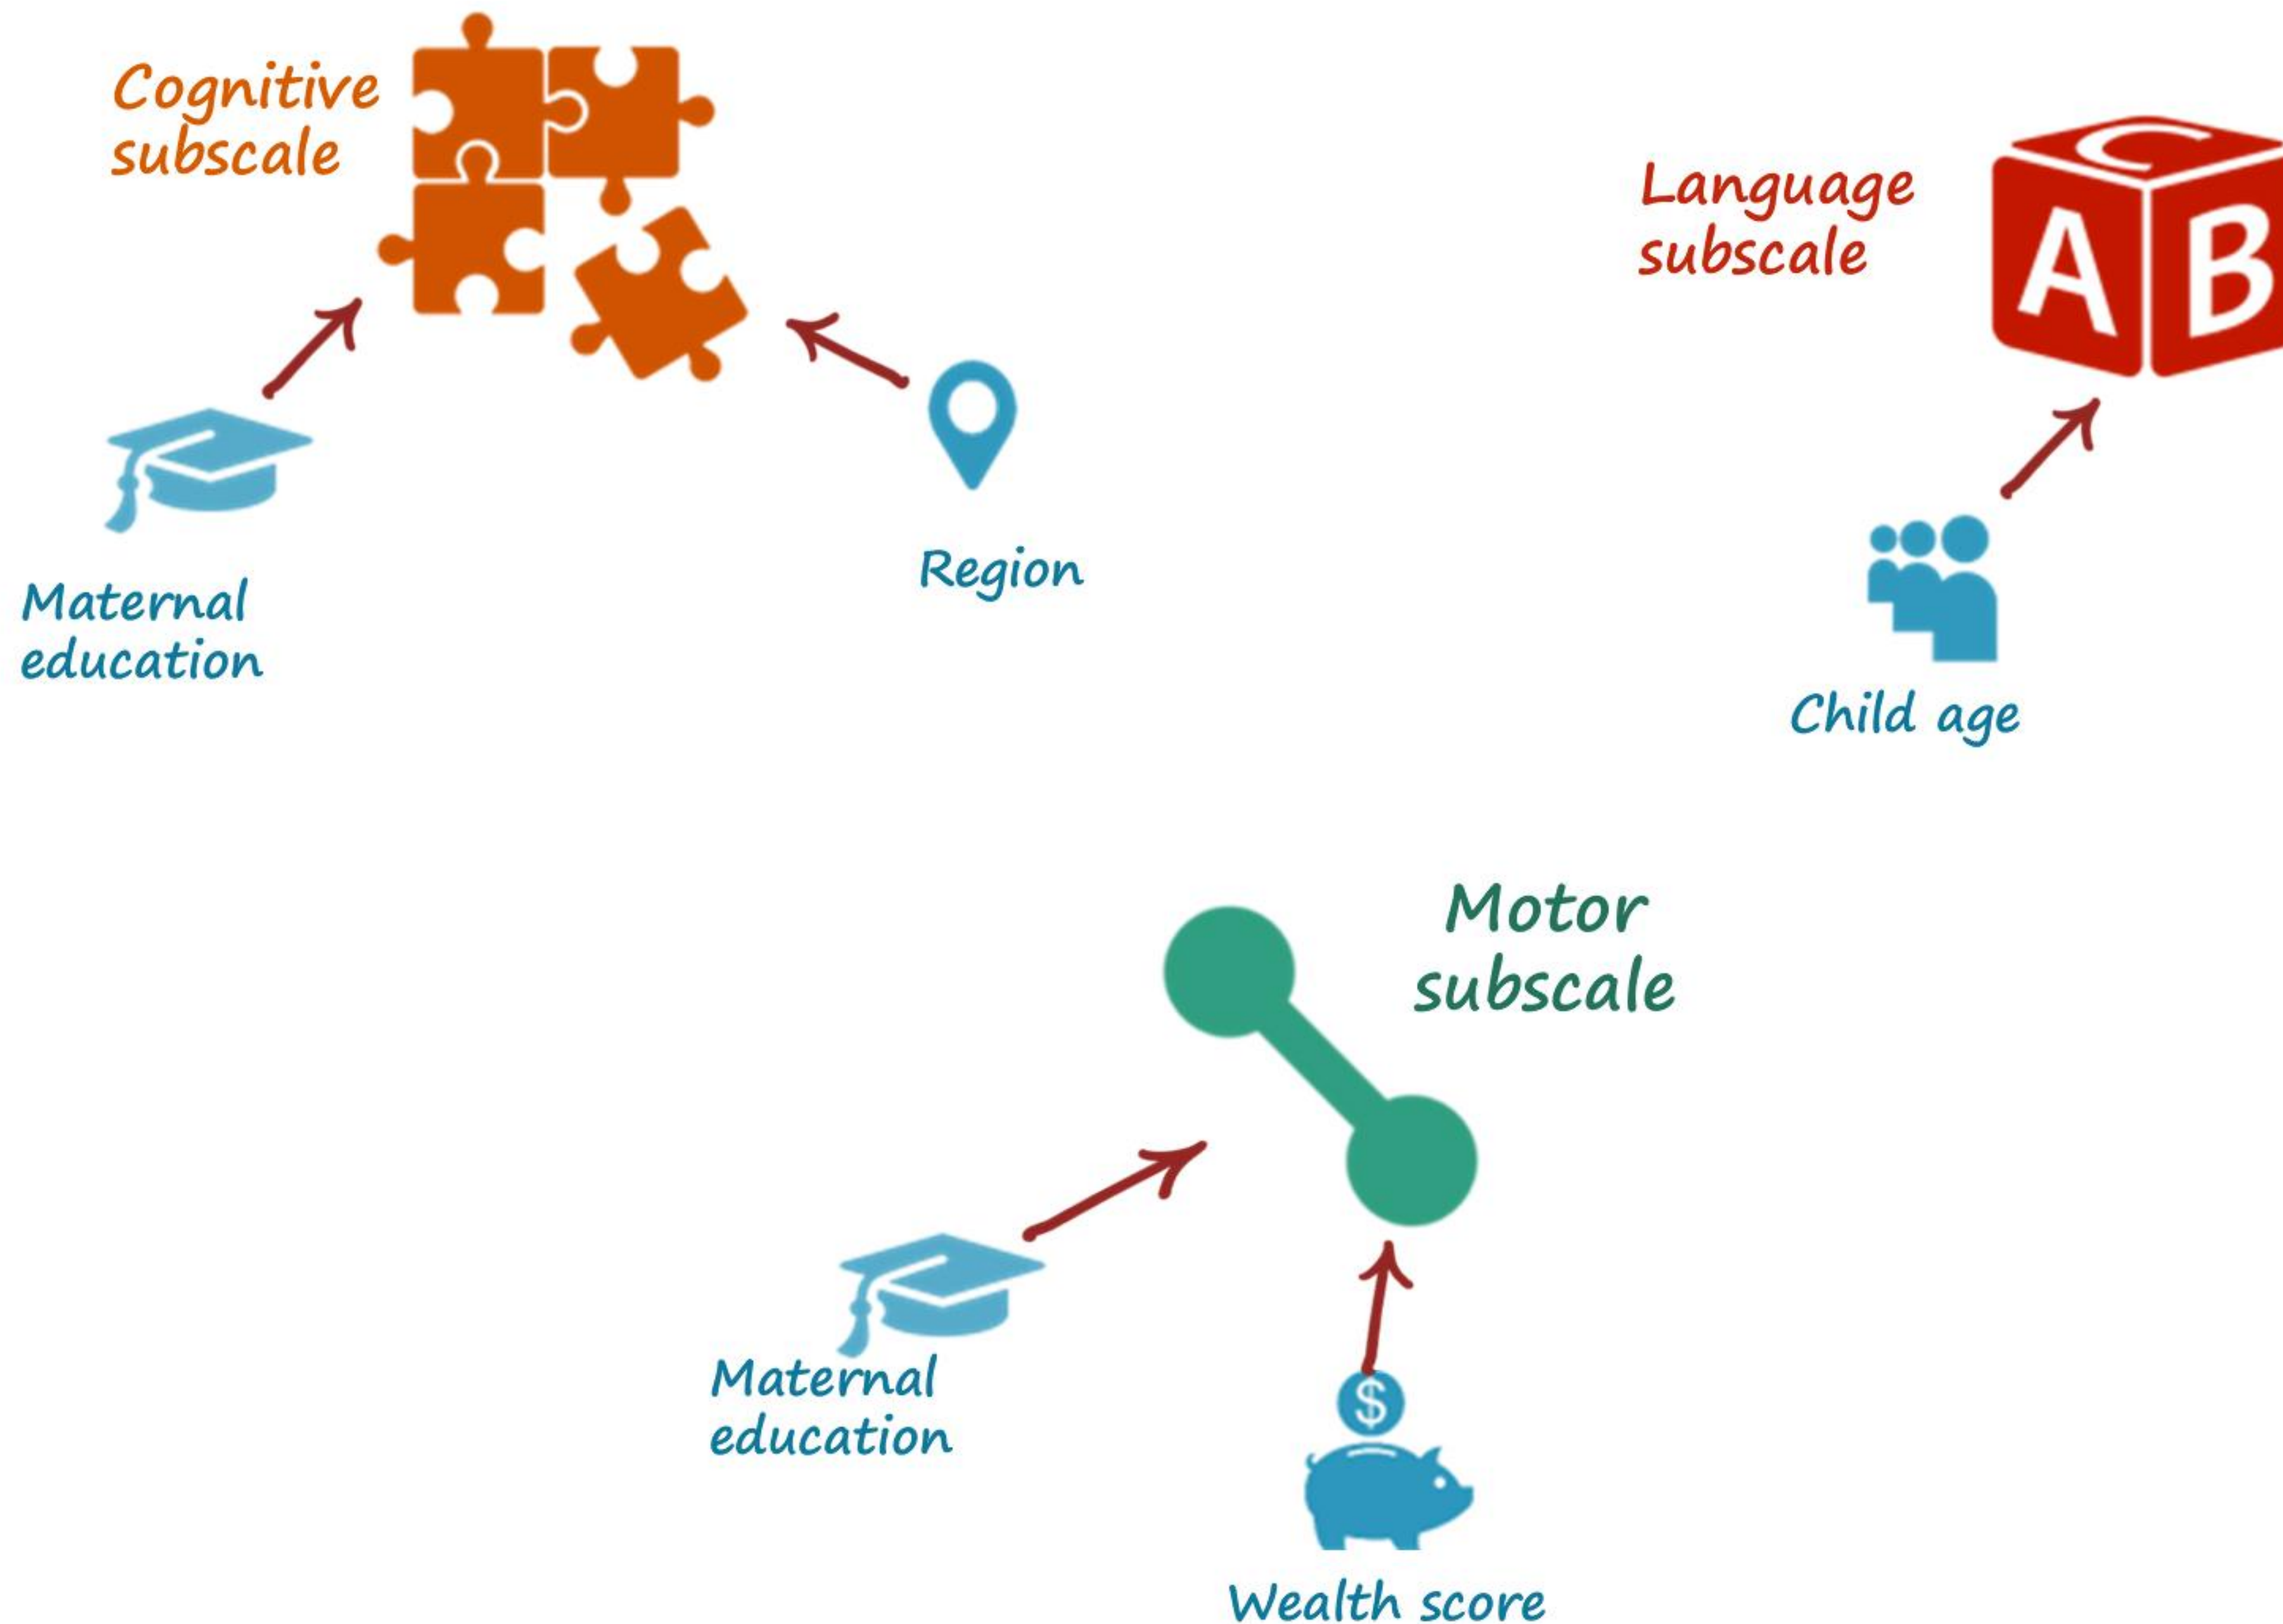 Cognitive
subscale
Language
subscale
C
A B
Region
Maternal
education
Child age
Motor
subscale
Maternal
education
$
Wealth score